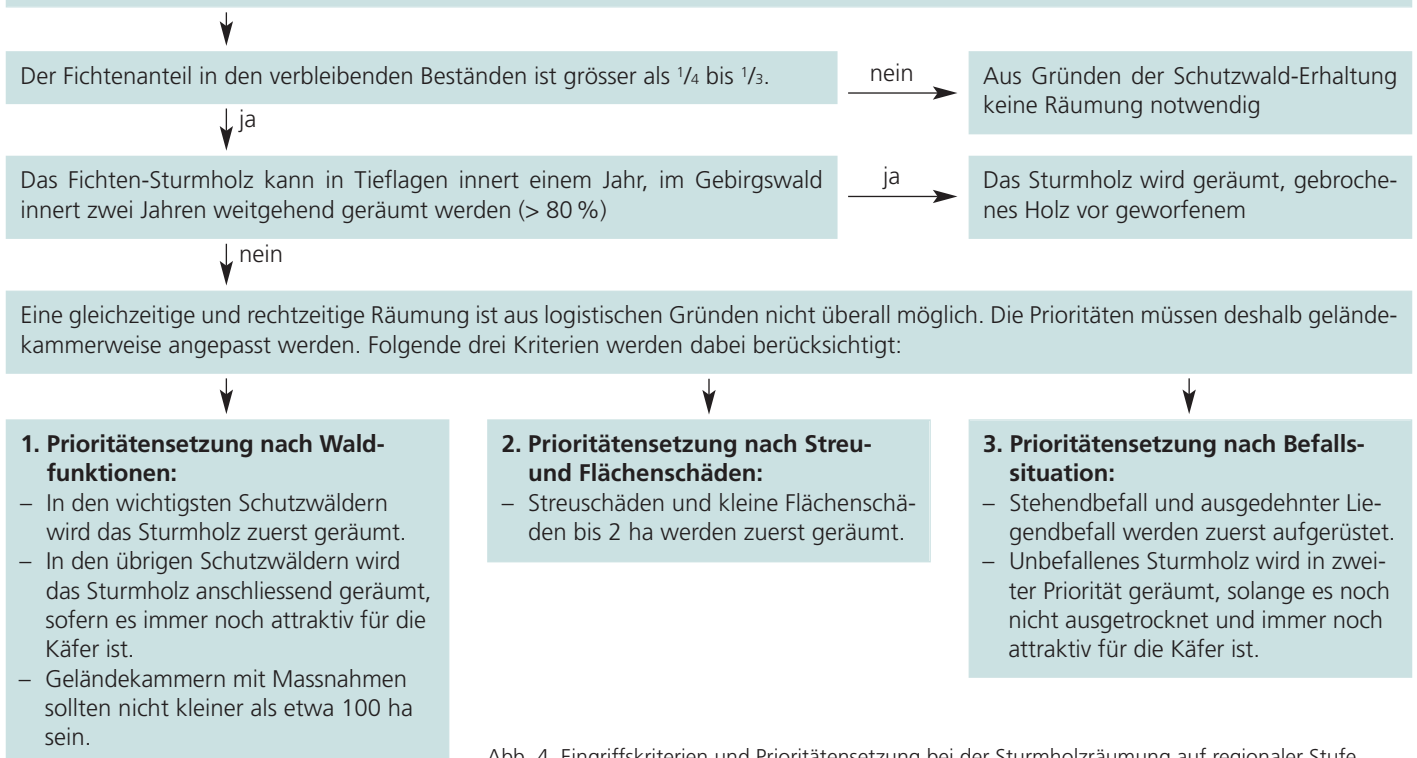 Der Fichtenanteil in den verbleibenden Beständen ist grösser als 1/4 bis 1/3.
nein
Aus Gründen der Schutzwald-Erhaltung
keine Räumung notwendig
ja
Das Fichten-Sturmholz kann in Tieflagen innert einem Jahr, im Gebirgswald
innert zwei Jahren weitgehend geräumt werden (> 80 %)
ja
Das Sturmholz wird geräumt, gebroche-
nes Holz vor geworfenem
nein
Eine gleichzeitige und rechtzeitige Räumung ist aus logistischen Gründen nicht überall möglich. Die Prioritäten müssen deshalb gelände-
kammerweise angepasst werden. Folgende drei Kriterien werden dabei berücksichtigt:
1. Prioritätensetzung nach Wald-
funktionen:
– In den wichtigsten Schutzwäldern
wird das Sturmholz zuerst geräumt.
– In den übrigen Schutzwäldern wird
das Sturmholz anschliessend geräumt,
sofern es immer noch attraktiv für die
Käfer ist.
– Geländekammern mit Massnahmen
sollten nicht kleiner als etwa 100 ha
sein.
2. Prioritätensetzung nach Streu-
und Flächenschäden:
– Streuschäden und kleine Flächenschä-
den bis 2 ha werden zuerst geräumt.
3. Prioritätensetzung nach Befalls-
situation:
– Stehendbefall und ausgedehnter Lie-
gendbefall werden zuerst aufgerüstet.
– Unbefallenes Sturmholz wird in zwei-
ter Priorität geräumt, solange es noch
nicht ausgetrocknet und immer noch
attraktiv für die Käfer ist.
Abb. 4. Eingriffskriterien und Prioritätensetzung bei der Sturmholzräumung auf regionaler Stufe